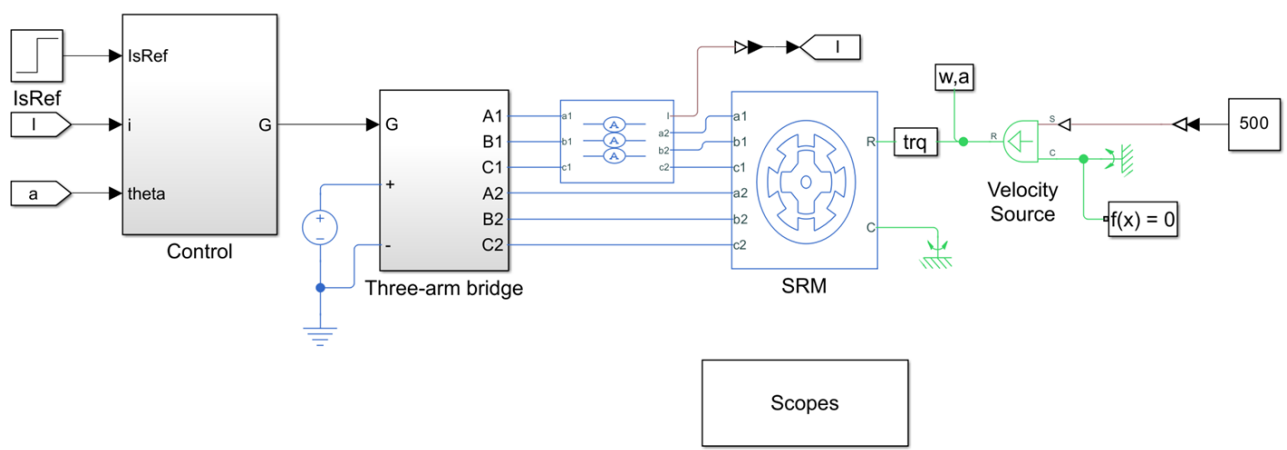 IsRef
IsRef
I
i
a
theta
G
Control
G
+
-
+
−
A1
B1
C1
A2
B2
C2
Three-arm bridge
a1
b1
c1
A
A
A
I
a2
b2
c2
I
a1
b1
c1
a2
b2
c2
R
C
SRM
trq
w,a
R
S
C
Velocity
Source
500
f(x) = 0
Scopes